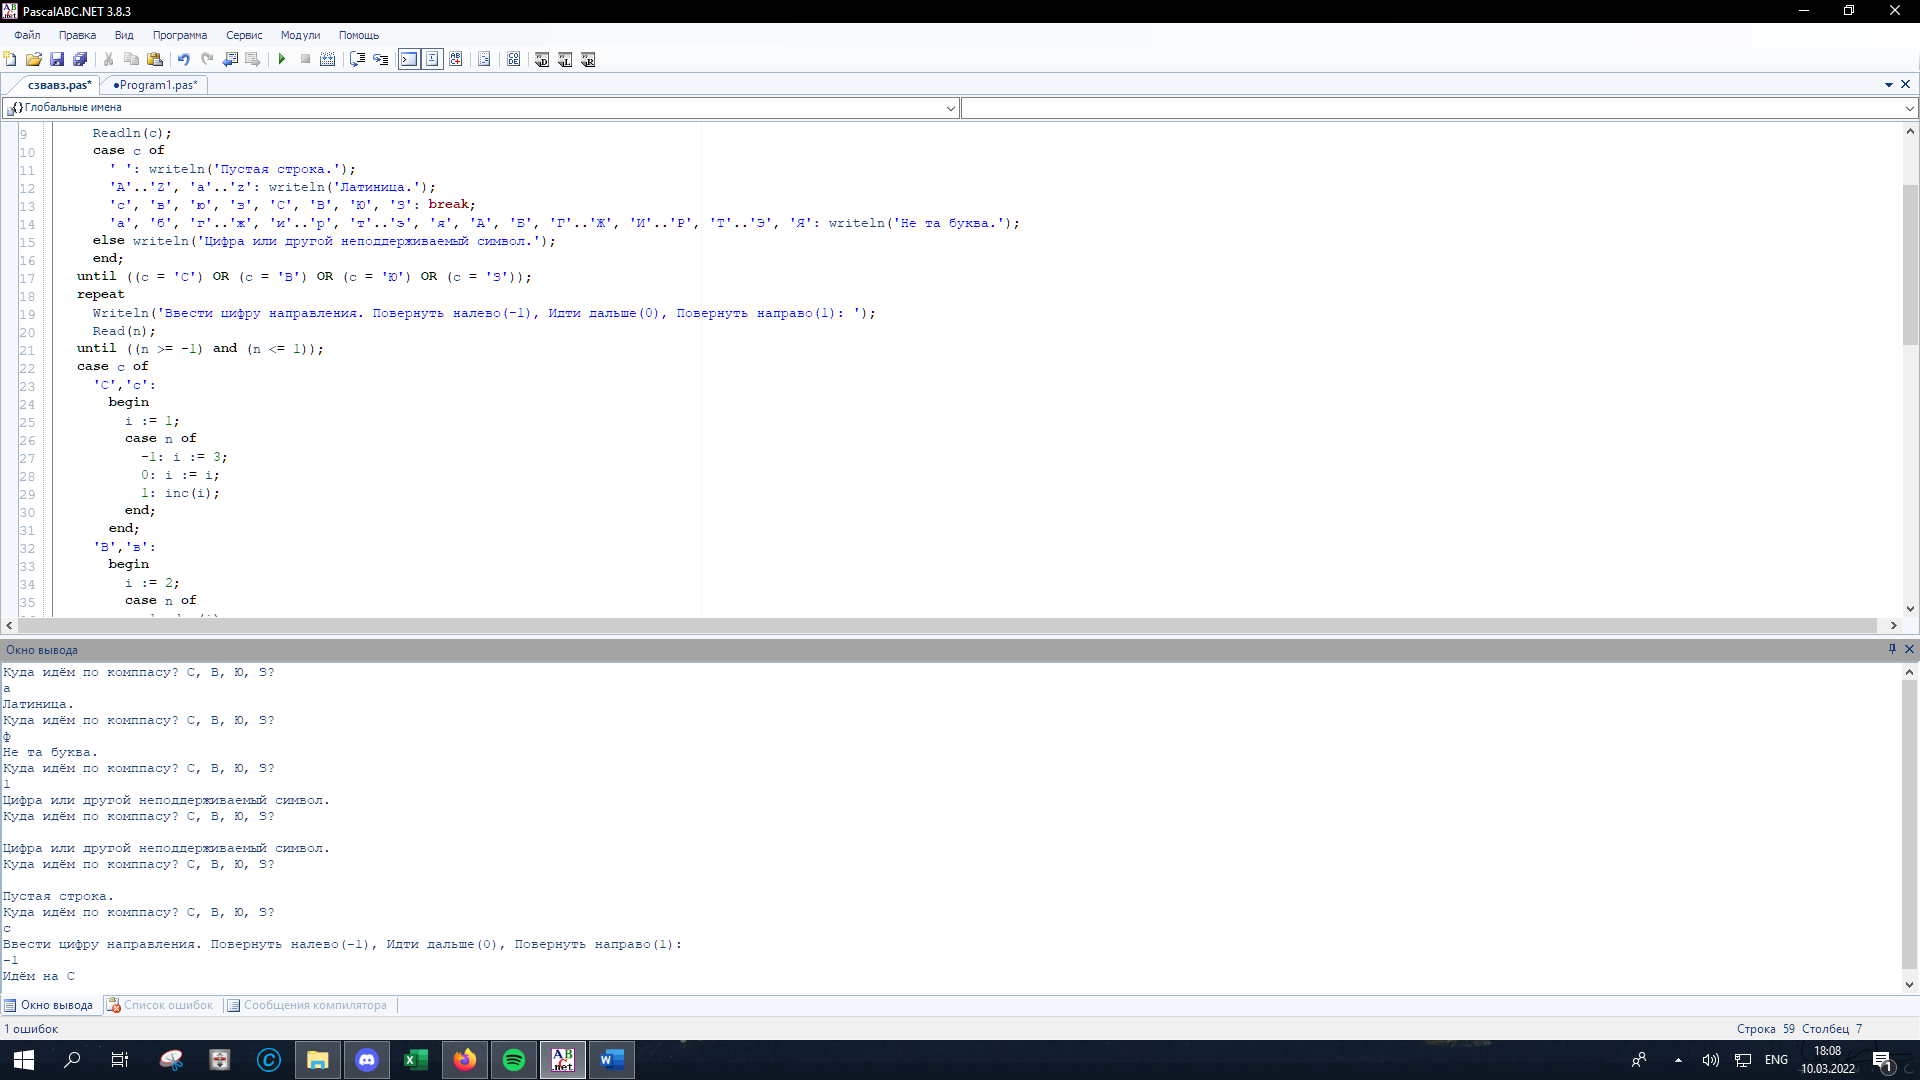 PascalABC.NET 3.8.3
Файл Правка Вид Программа Сервис Модули Помощь
сзвавз.pas* ●Program1.pas*
Глобальные имена
9 Readln(c);
10 case c of
11 ' ': writeln('Пустая строка.');
12 'A'..'Z', 'a'..'z': writeln('Латиница.');
13 'с', 'в', 'ю', 'з', 'С', 'В', 'Ю', 'З': break;
14 'а', 'б', 'г'..'ж', 'и'..'р', 'т'..'э', 'я', 'А', 'Б', 'Г'..'Ж', 'И'..'Р', 'Т'..'Э', 'Я': writeln('Не та буква.');
15 else writeln('Цифра или другой неподдерживаемый символ.');
16 end;
17 until ((c = 'С') OR (c = 'В') OR (c = 'Ю') OR (c = 'З'));
18 repeat
19 Writeln('Ввести цифру направления. Повернуть налево(-1), Идти дальше(0), Повернуть направо(1): ');
20 Read(n);
21 until ((n >= -1) and (n <= 1));
22 case c of
23 'С','с':
24 begin
25 i := 1;
26 case n of
27 -1: i := 3;
28 0: i := i;
29 1: inc(i);
30 end;
31 end;
32 'В','в':
33 begin
34 i := 2;
35 case n of
Окно вывода
Куда идём по комппасу? С, В, Ю, З?
a
Латиница.
Куда идём по комппасу? С, В, Ю, З?
ф
Не та буква.
Куда идём по комппасу? С, В, Ю, З?
1
Цифра или другой неподдерживаемый символ.
Куда идём по комппасу? С, В, Ю, З?
Цифра или другой неподдерживаемый символ.
Куда идём по комппасу? С, В, Ю, З?
Пустая строка.
Куда идём по комппасу? С, В, Ю, З?
с
Ввести цифру направления. Повернуть налево(-1), Идти дальше(0), Повернуть направо(1):
-1
Идём на С
Окно вывода Список ошибок Сообщения компилятора
1 ошибок Строка 59 Столбец 7
ENG
18:08
10.03.2022
1